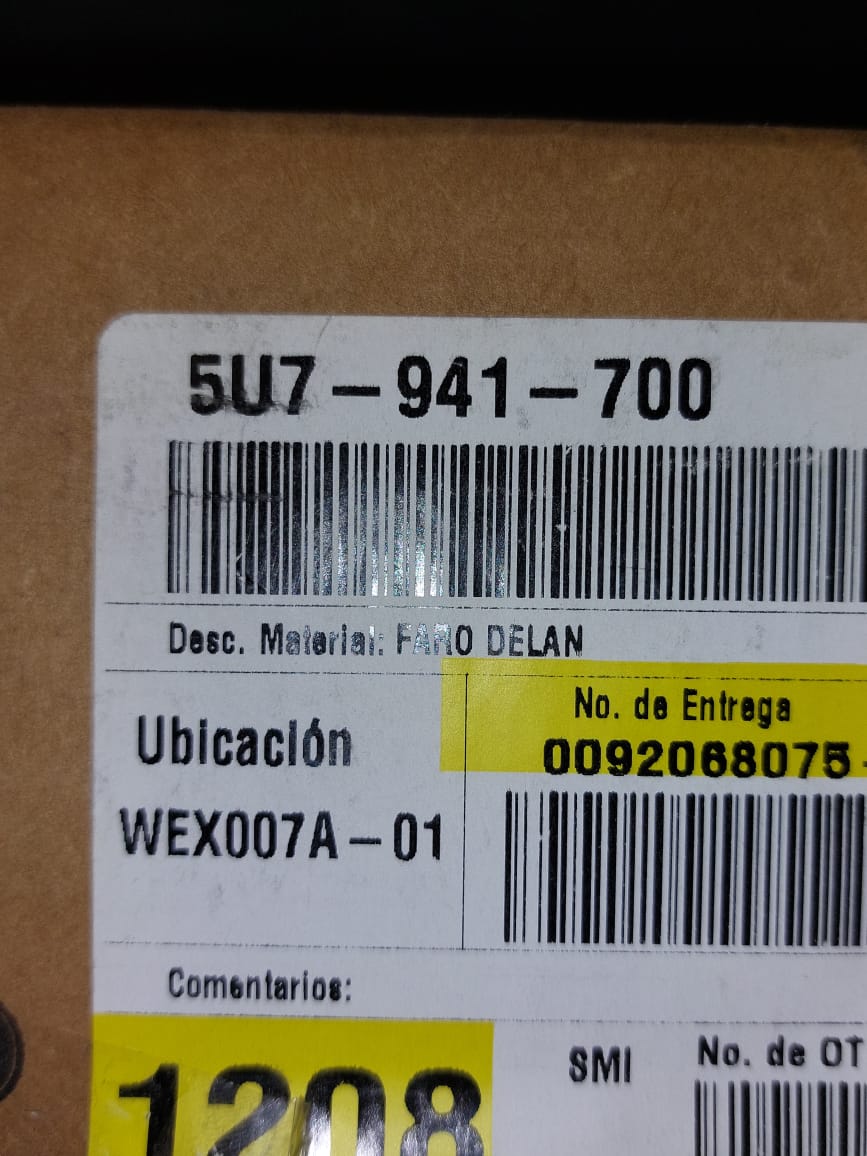 5U7-941-700
Desc. Material: FARO DELAN
No. de Entrega
0092068075-
Ubicación
WEX007A-01
Comentarios:
1208
SMI
No. de OT